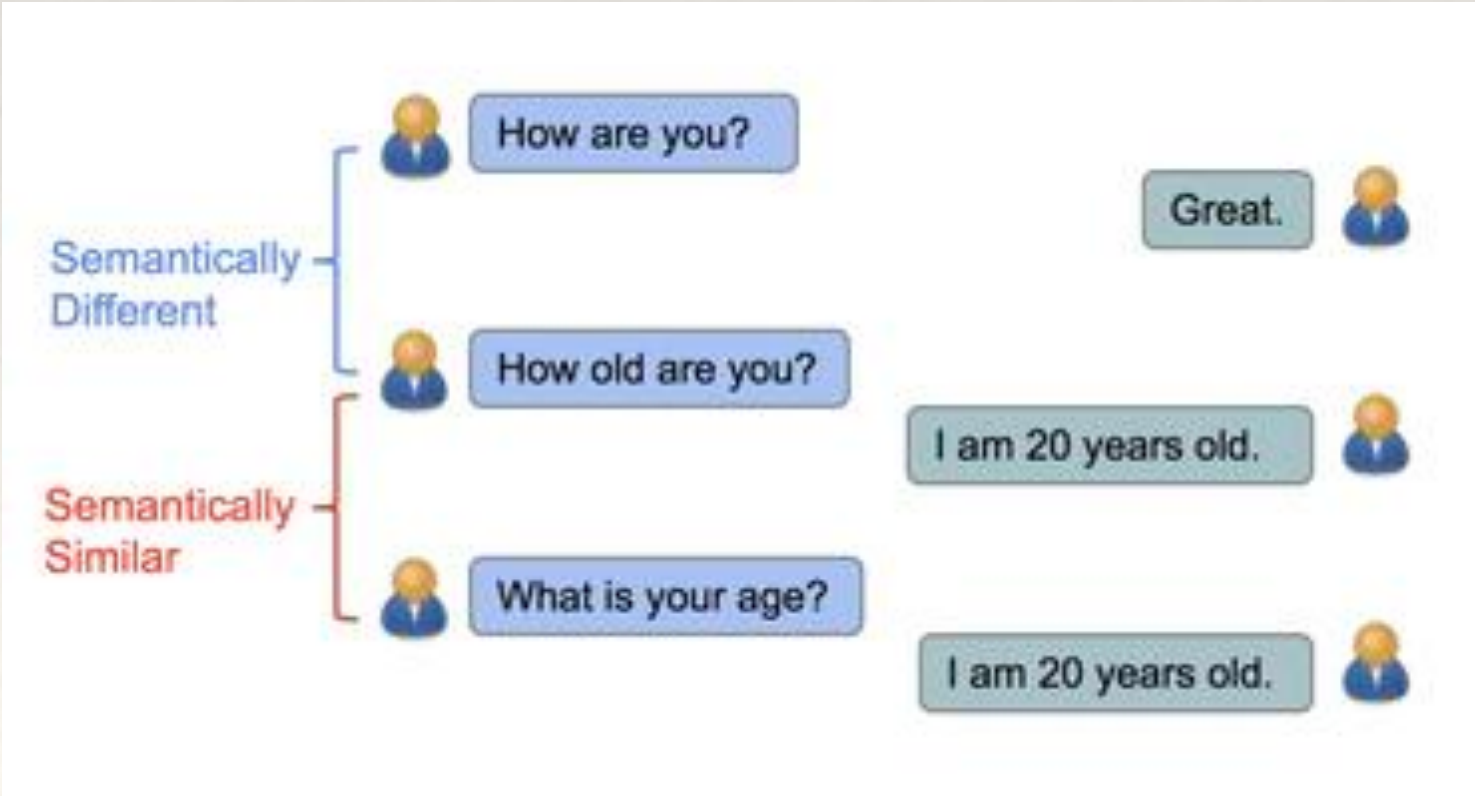 How are you?
Great.
Semantically
Different
How old are you?
I am 20 years old.
Semantically
Similar
What is your age?
I am 20 years old.